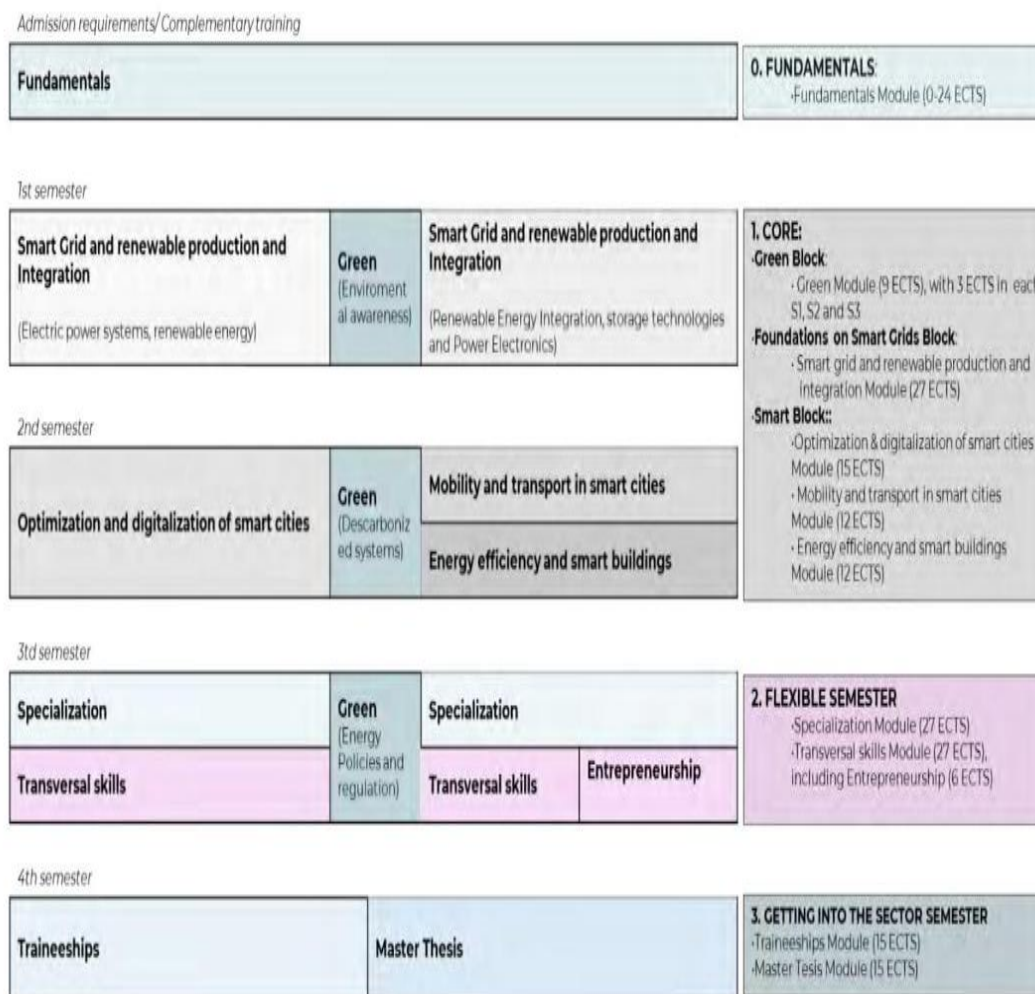 Admission requirements/ Complementary training
Fundamentals
0. FUNDAMENTALS:
·Fundamentals Module (0-24 ECTS)
1st semester
Smart Grid and renewable production and
Integration
(Electric power systems, renewable energy)
Green
(Enviroment
al awareness)
Smart Grid and renewable production and
Integration
(Renewable Energy Integration, storage technologies
and Power Electronics)
1. CORE:
·Green Block:
· Green Module (9 ECTS), with 3 ECTS in each
S1, S2 and S3
·Foundations on Smart Grids Block:
· Smart grid and renewable production and
integration Module (27 ECTS)
·Smart Block::
·Optimization & digitalization of smart cities
Module (15 ECTS)
· Mobility and transport in smart cities
Module (12 ECTS)
· Energy efficiency and smart buildings
Module (12 ECTS)
2nd semester
Optimization and digitalization of smart cities
Green
(Descarboniz
ed systems)
Mobility and transport in smart cities
Energy efficiency and smart buildings
3td semester
Specialization
Transversal skills
Green
(Energy
Policies and
regulation)
Specialization
Transversal skills
Entrepreneurship
2. FLEXIBLE SEMESTER
·Specialization Module (27 ECTS)
·Transversal skills Module (27 ECTS),
including Entrepreneurship (6 ECTS)
4th semester
Traineeships
Master Thesis
3. GETTING INTO THE SECTOR SEMESTER
·Traineeships Module (15 ECTS)
·Master Tesis Module (15 ECTS)